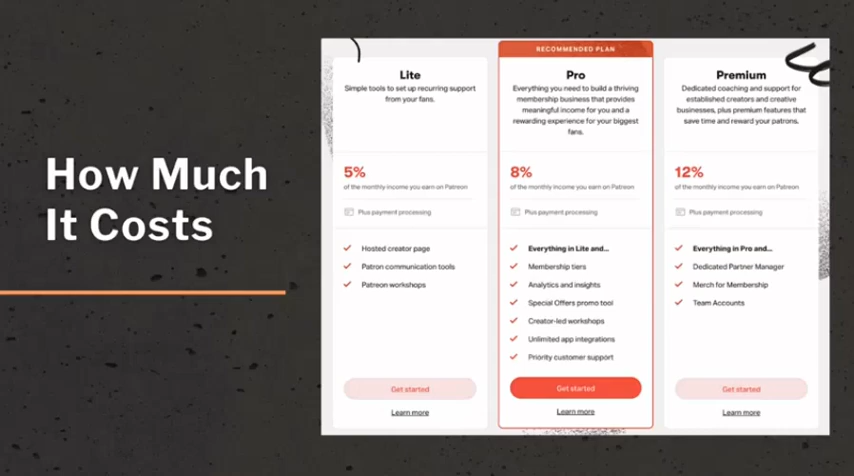 How Much
It Costs
Lite
Simple tools to set up recurring support
from your fans.
5%
of the monthly income you earn on Patreon
Plus payment processing
Hosted creator page
Patron communication tools
Patreon workshops
Get started
Learn more
RECOMMENDED PLAN
Pro
Everything you need to build a thriving
membership business that provides
meaningful income for you and a
rewarding experience for your biggest
fans.
8%
of the monthly income you earn on Patreon
Plus payment processing
Everything in Lite and...
Membership tiers
Analytics and insights
Special Offers promo tool
Creator-led workshops
Unlimited app integrations
Priority customer support
Get started
Learn more
Premium
Dedicated coaching and support for
established creators and creative
businesses, plus premium features that
save time and reward your patrons.
12%
of the monthly income you earn on Patreon
Plus payment processing
Everything in Pro and...
Dedicated Partner Manager
Merch for Membership
Team Accounts
Get started
Learn more